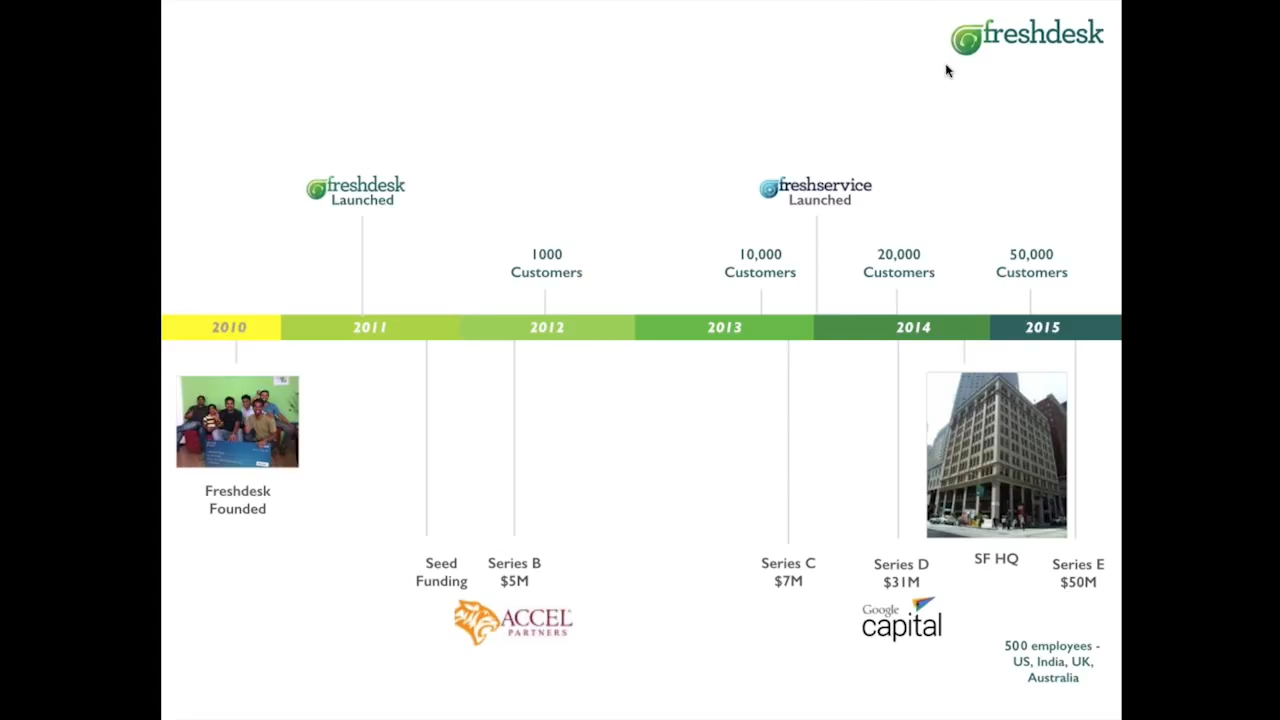 freshdesk
freshdesk
Launched
freshservice
Launched
1000
Customers
10,000
Customers
20,000
Customers
50,000
Customers
2010
2011
2012
2013
2014
2015
Freshdesk
Founded
Seed
Funding
Series B
$5M
ACCEL
PARTNERS
Series C
$7M
Series D
$31M
Google
capital
SF HQ
Series E
$50M
500 employees -
US, India, UK,
Australia